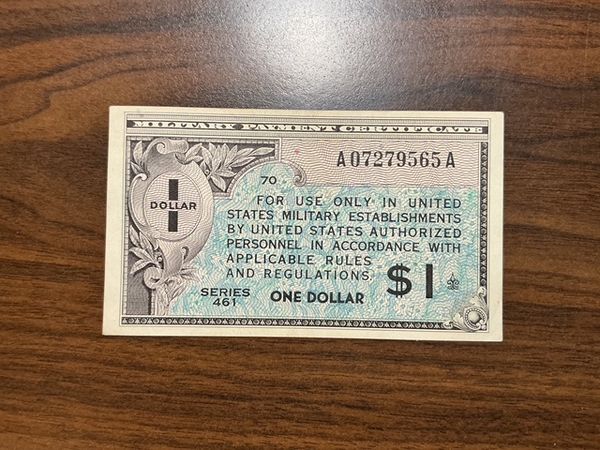 MILITARY PAYMENT CERTIFICATE
A07279565A
70
I
DOLLAR
FOR USE ONLY IN UNITED
STATES MILITARY ESTABLISHMENTS
BY UNITED STATES AUTHORIZED
PERSONNEL IN ACCORDANCE WITH
APPLICABLE RULES
AND REGULATIONS.
SERIES
461
ONE DOLLAR
$1